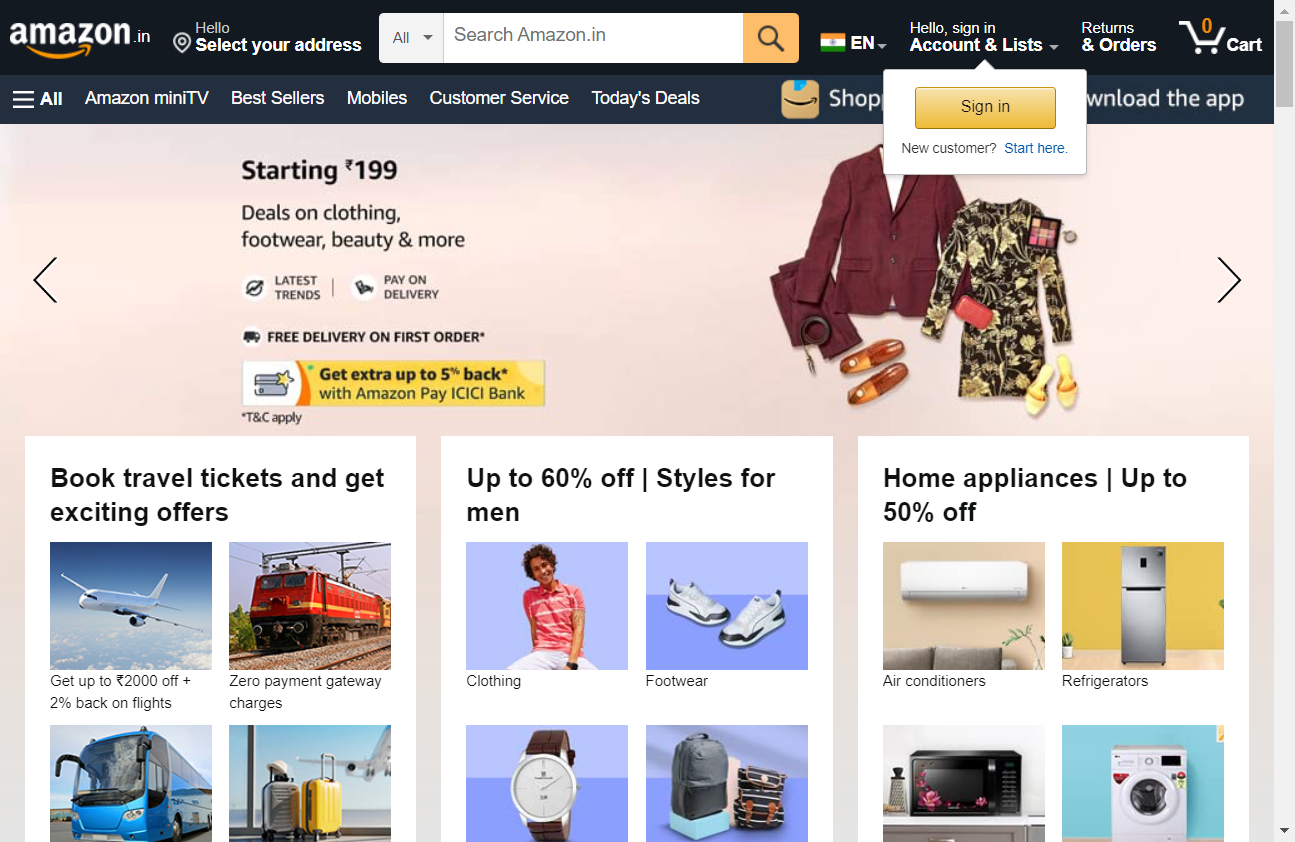 amazon.in
Hello
Select your address
All
Search Amazon.in
EN
Hello, sign in
Account & Lists
Returns
& Orders
0
Cart
All
Amazon miniTV
Best Sellers
Mobiles
Customer Service
Today's Deals
wnload the app
Sign in
New customer? Start here.
Starting ₹199
Deals on clothing,
footwear, beauty & more
LATEST
TRENDS
PAY ON
DELIVERY
FREE DELIVERY ON FIRST ORDER*
Get extra up to 5% back*
with Amazon Pay ICICI Bank
*T&C apply
Book travel tickets and get
exciting offers
Get up to ₹2000 off +
2% back on flights
Zero payment gateway
charges
Up to 60% off | Styles for
men
Clothing
Footwear
Home appliances | Up to
50% off
Air conditioners
Refrigerators